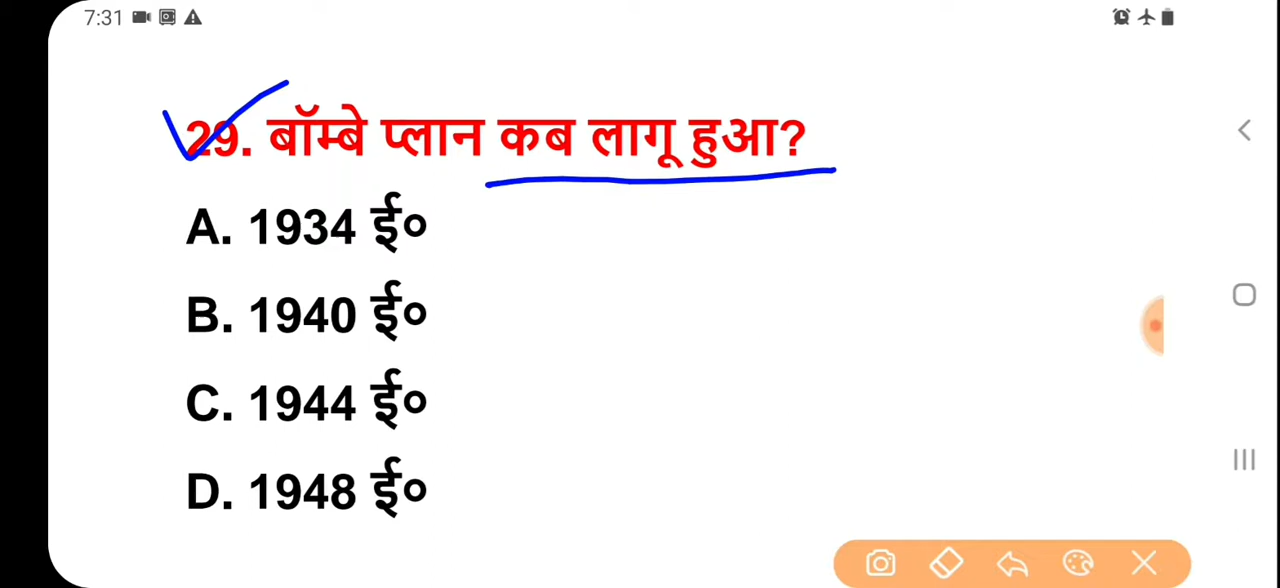 7:31
29. बॉम्बे प्लान कब लागू हुआ?
A. 1934 ई०
B. 1940 ई०
C. 1944 ई०
D. 1948 ई०